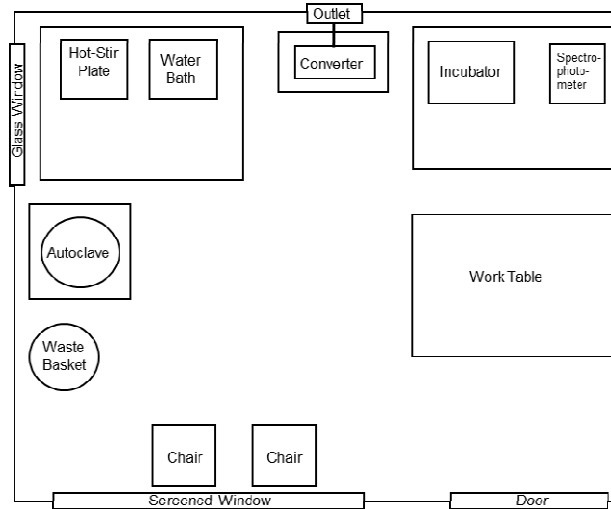 Outlet
Glass Window
Hot-Stir
Plate
Water
Bath
Converter
Incubator
Spectro-
photo-
meter
Autoclave
Work Table
Waste
Basket
Chair
Chair
Screened Window
Door